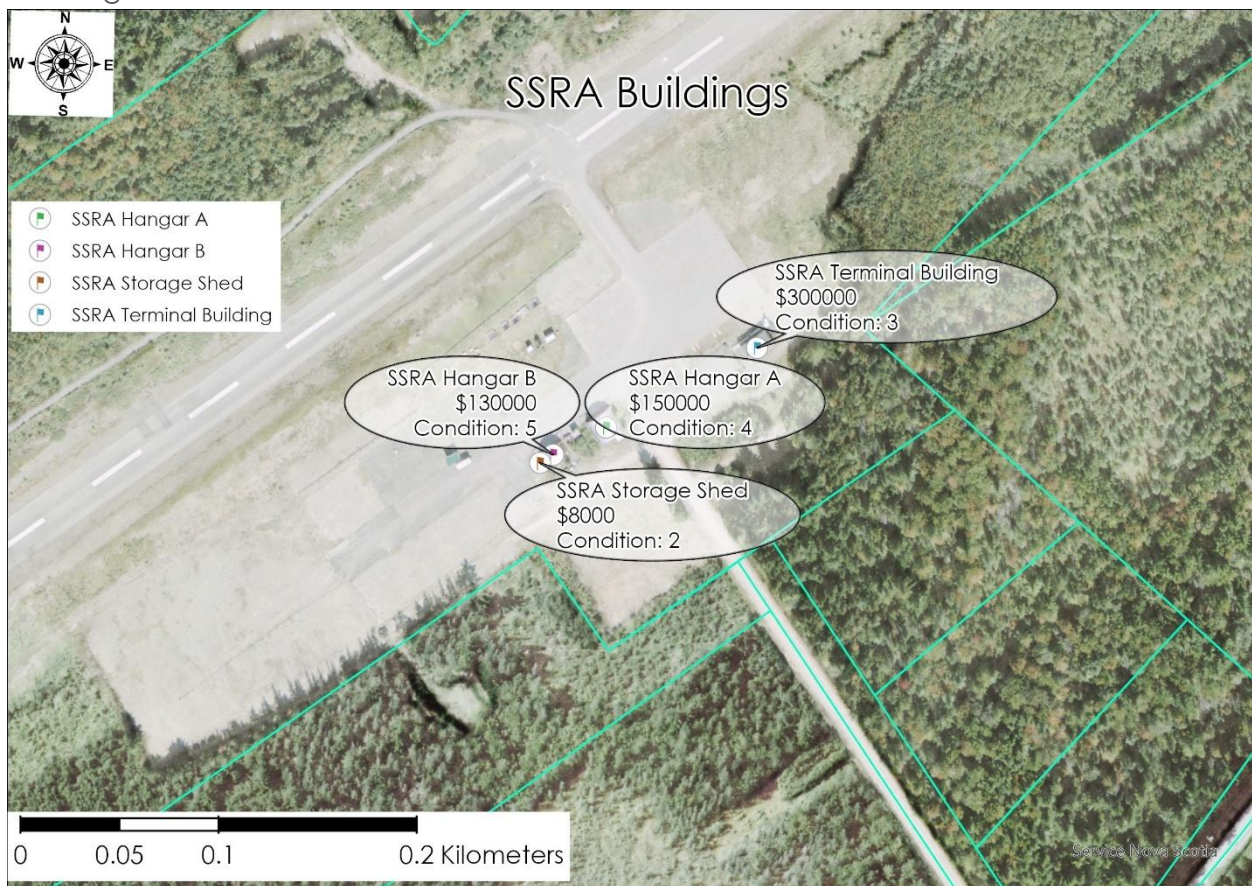 N
W E
S
SSRA Buildings
SSRA Hangar A
SSRA Hangar B
SSRA Storage Shed
SSRA Terminal Building
SSRA Terminal Building
$300000
Condition: 3
SSRA Hangar B
$130000
Condition: 5
SSRA Hangar A
$150000
Condition: 4
SSRA Storage Shed
$8000
Condition: 2
0 0.05 0.1 0.2 Kilometers
Service Nova Scotia